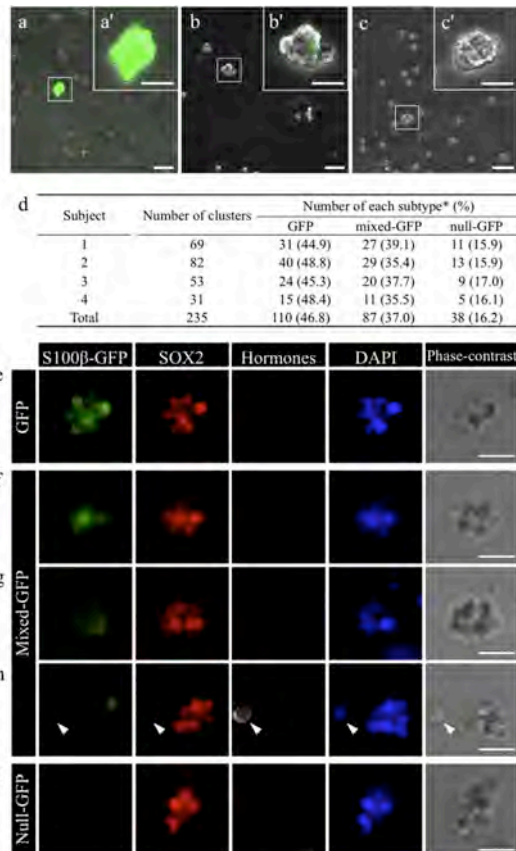 a a' b b' c c'
d
Subject Number of clusters Number of each subtype* (%)
GFP mixed-GFP null-GFP
1 69 31 (44.9) 27 (39.1) 11 (15.9)
2 82 40 (48.8) 29 (35.4) 13 (15.9)
3 53 24 (45.3) 20 (37.7) 9 (17.0)
4 31 15 (48.4) 11 (35.5) 5 (16.1)
Total 235 110 (46.8) 87 (37.0) 38 (16.2)
S100β-GFP SOX2 Hormones DAPI Phase-contrast
GFP
Mixed-GFP
Null-GFP